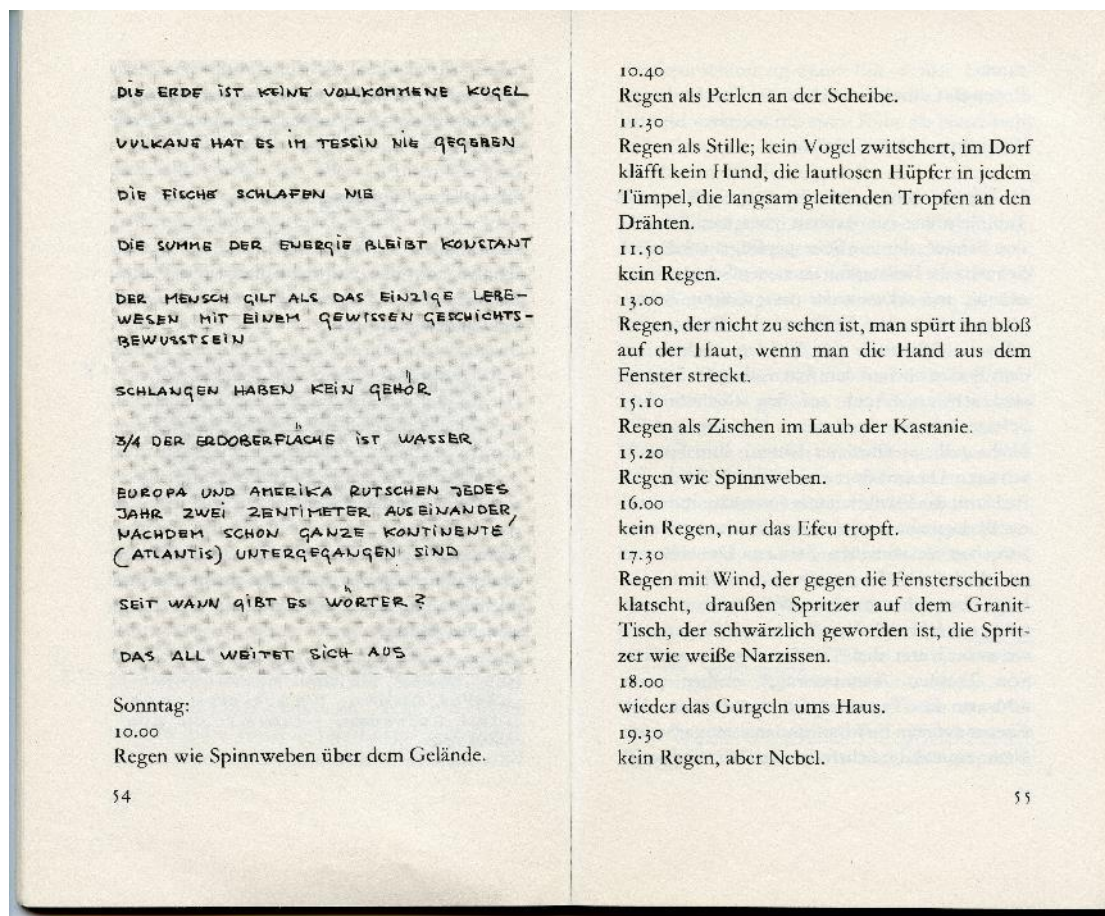 DIE ERDE IST KEINE VOLLKOMMENE KUGEL
VULKANE HAT ES IM TESSIN NIE GEGEBEN
DIE FISCHE SCHLAFEN NIE
DIE SUMME DER ENERGIE BLEIBT KONSTANT
DER MENSCH GILT ALS DAS EINZIGE LEBE-
WESEN MIT EINEM GEWISSEN GESCHICHTS-
BEWUSSTSEIN
SCHLANGEN HABEN KEIN GEHÖR
3/4 DER ERDOBERFLÄCHE IST WASSER
EUROPA UND AMERIKA RUTSCHEN JEDES
JAHR ZWEI ZENTIMETER AUSEINANDER,
NACHDEM SCHON GANZE KONTINENTE
(ATLANTIS) UNTERGEGANGEN SIND
SEIT WANN GIBT ES WÖRTER?
DAS ALL WEITET SICH AUS
Sonntag:
10.00
Regen wie Spinnweben über dem Gelände.
54
10.40
Regen als Perlen an der Scheibe.
11.30
Regen als Stille; kein Vogel zwitschert, im Dorf
kläfft kein Hund, die lautlosen Hüpfer in jedem
Tümpel, die langsam gleitenden Tropfen an den
Drähten.
11.50
kein Regen.
13.00
Regen, der nicht zu sehen ist, man spürt ihn bloß
auf der Haut, wenn man die Hand aus dem
Fenster streckt.
15.10
Regen als Zischen im Laub der Kastanie.
15.20
Regen wie Spinnweben.
16.00
kein Regen, nur das Efeu tropft.
17.30
Regen mit Wind, der gegen die Fensterscheiben
klatscht, draußen Spritzer auf dem Granit-
Tisch, der schwärzlich geworden ist, die Sprit-
zer wie weiße Narzissen.
18.00
wieder das Gurgeln ums Haus.
19.30
kein Regen, aber Nebel.
55